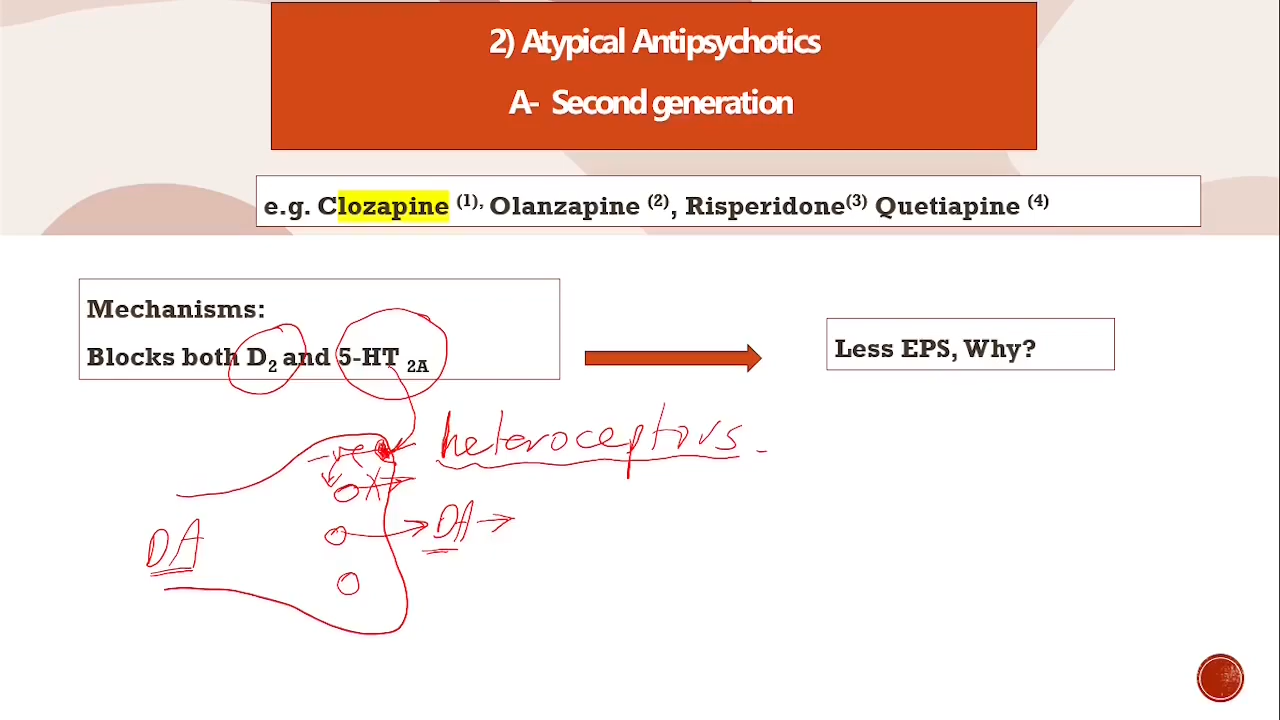 2) Atypical Antipsychotics
A- Second generation
e.g. Clozapine (1), Olanzapine (2), Risperidone(3) Quetiapine (4)
Mechanisms:
Blocks both D2 and 5-HT 2A
Less EPS, Why?
-ve
heteroceptors.
DA →
DA